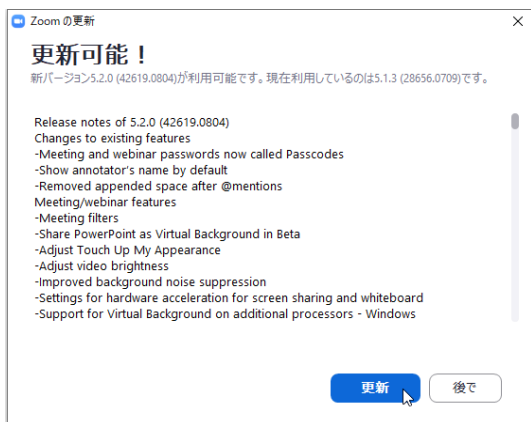 Zoom の更新
更新可能！
新バージョン5.2.0 (42619.0804)が利用可能です。現在利用しているのは5.1.3 (28656.0709)です。
Release notes of 5.2.0 (42619.0804)
Changes to existing features
-Meeting and webinar passwords now called Passcodes
-Show annotator's name by default
-Removed appended space after @mentions
Meeting/webinar features
-Meeting filters
-Share PowerPoint as Virtual Background in Beta
-Adjust Touch Up My Appearance
-Adjust video brightness
-Improved background noise suppression
-Settings for hardware acceleration for screen sharing and whiteboard
-Support for Virtual Background on additional processors - Windows
更新
後で